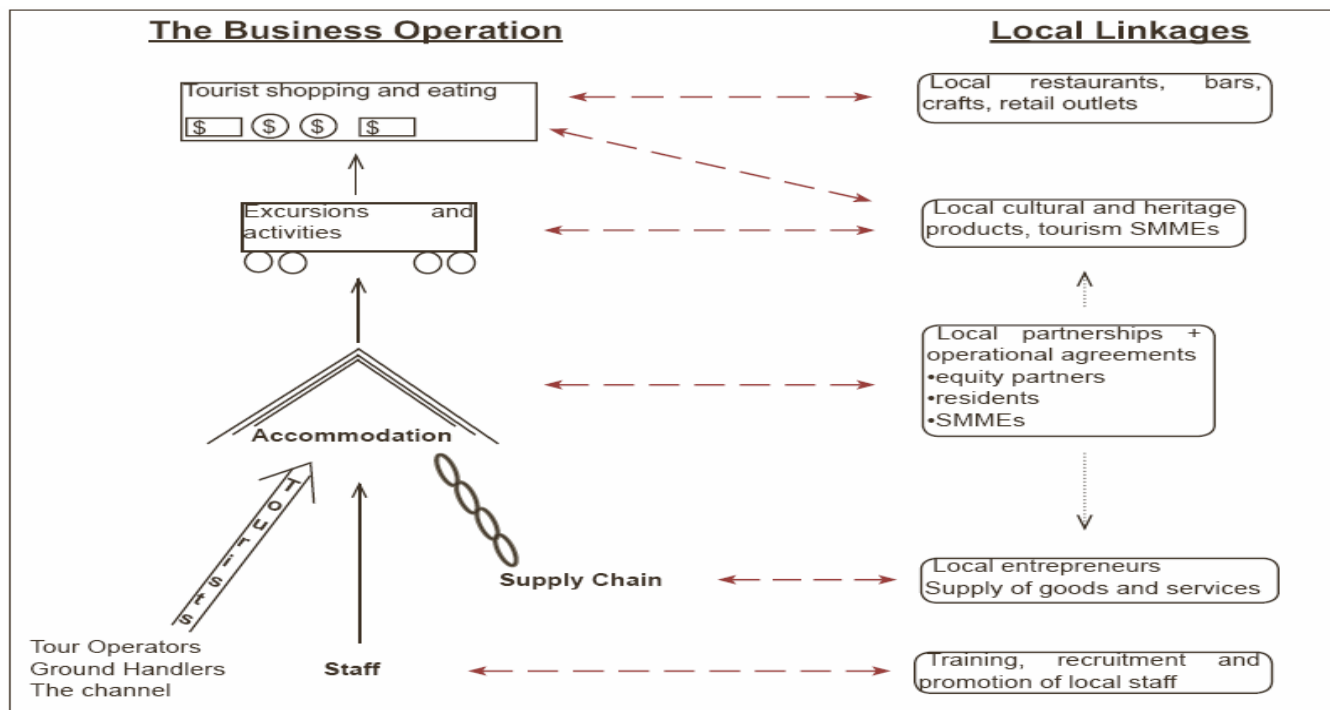 The Business Operation
Local Linkages
Tourist shopping and eating
$ $ $ $
Local restaurants, bars,
crafts, retail outlets
Excursions and
activities
Local cultural and heritage
products, tourism SMMEs
Local partnerships +
operational agreements
•equity partners
•residents
•SMMEs
Accommodation
Tourists
Supply Chain
Local entrepreneurs
Supply of goods and services
Tour Operators
Ground Handlers
The channel
Staff
Training, recruitment and
promotion of local staff